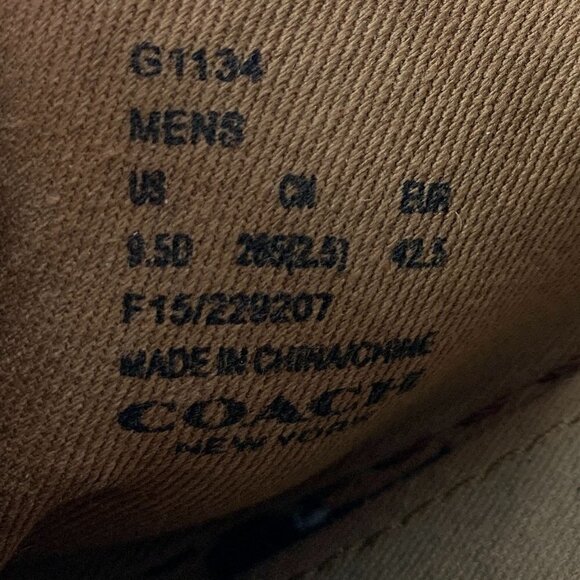 G1134
MENS
US CN EUR
9.5D 265(2.5) 42.5
F15/229207
MADE IN CHINA/CHINE
COACH
NEW YORK